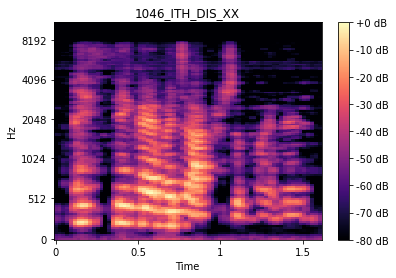 1046_ITH_DIS_XX
8192
4096
2048
1024
512
0
Hz
0
0.5
1
1.5
Time
+0 dB
-10 dB
-20 dB
-30 dB
-40 dB
-50 dB
-60 dB
-70 dB
-80 dB